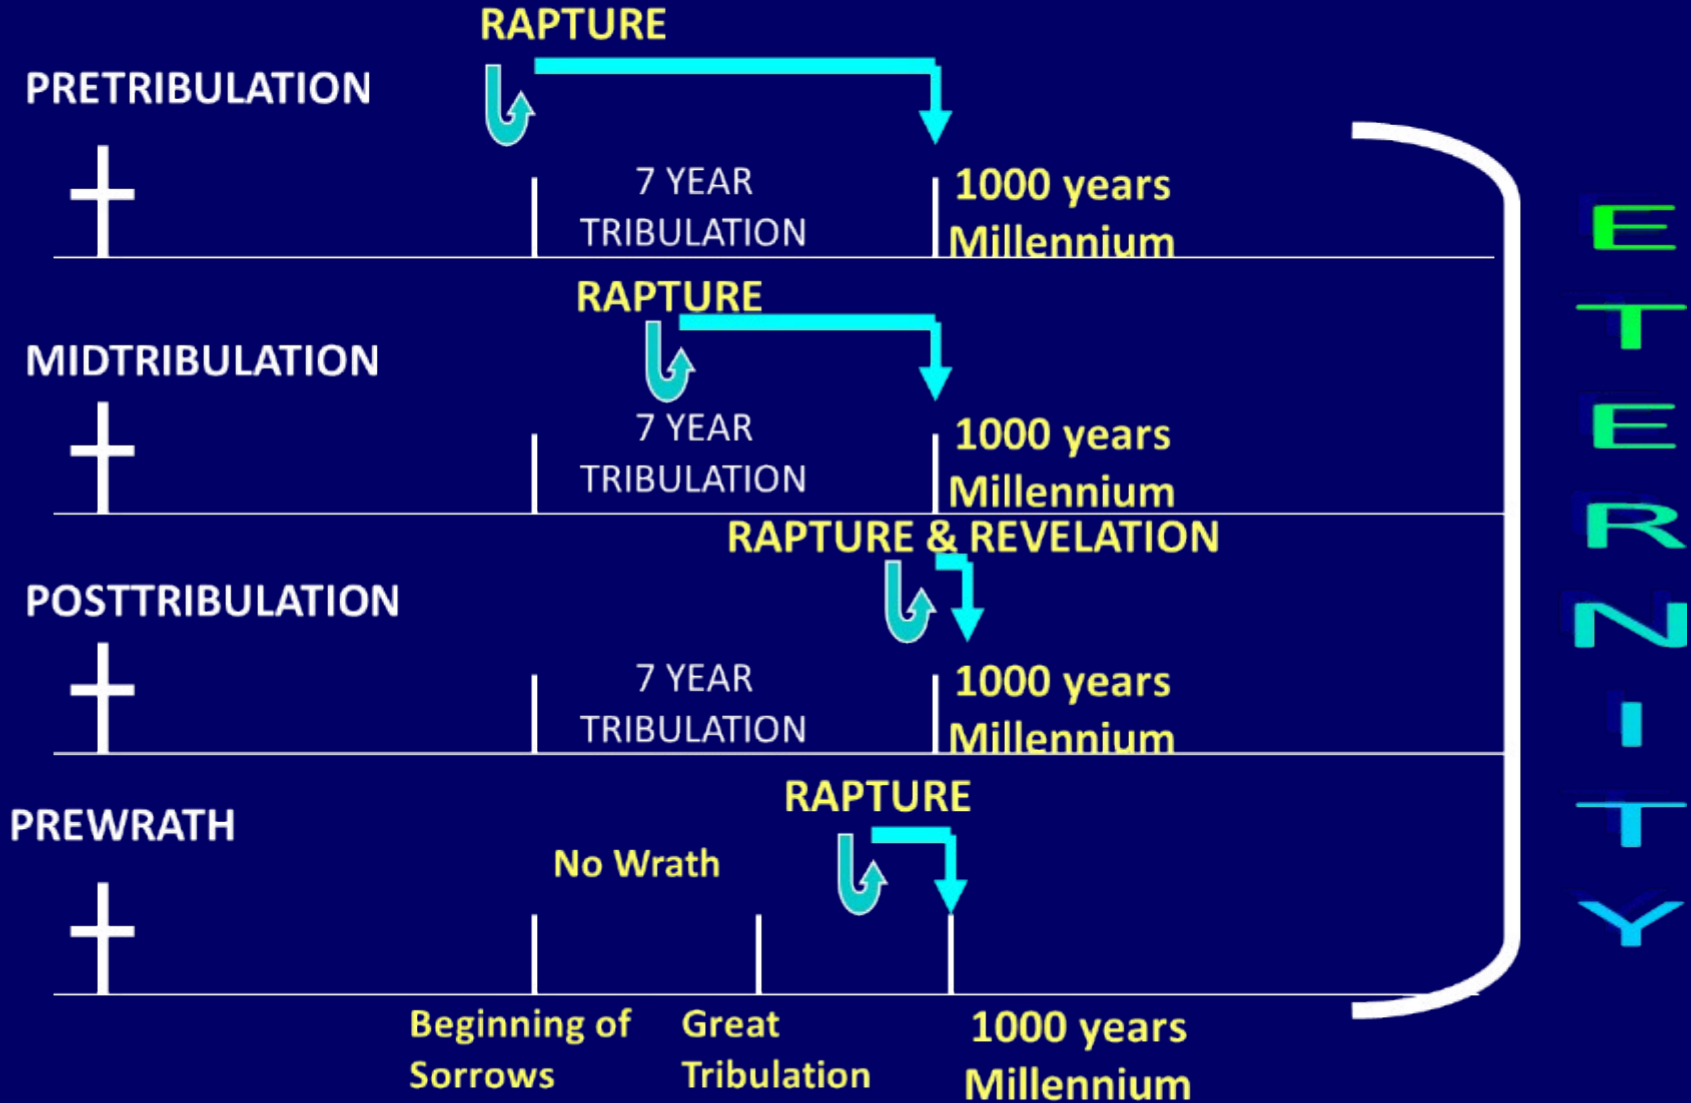 RAPTURE
PRETRIBULATION
7 YEAR
TRIBULATION
1000 years
Millennium
RAPTURE
MIDTRIBULATION
7 YEAR
TRIBULATION
1000 years
Millennium
RAPTURE & REVELATION
POSTTRIBULATION
7 YEAR
TRIBULATION
1000 years
Millennium
RAPTURE
PREWRATH
No Wrath
Beginning of
Sorrows
Great
Tribulation
1000 years
Millennium
ETERNITY